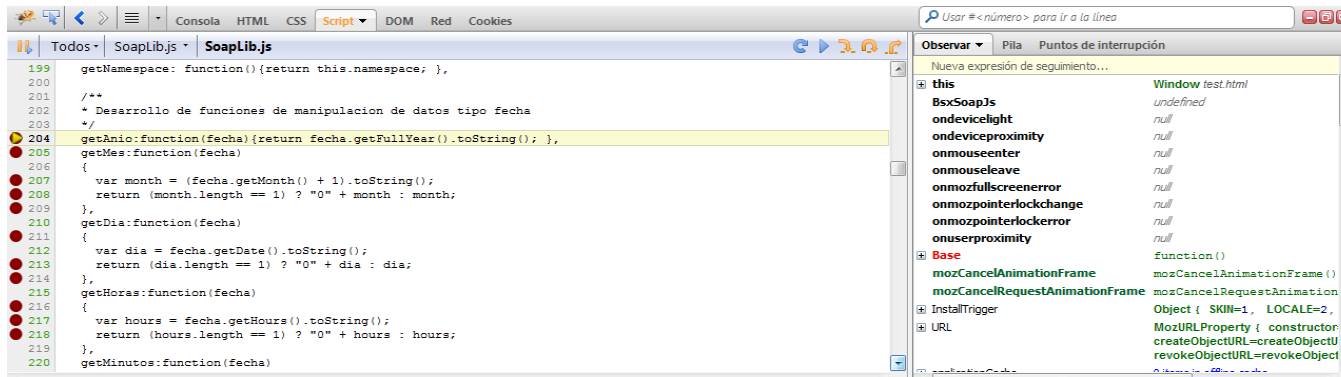 Consola HTML CSS Script DOM Red Cookies
Usar #<número> para ir a la línea
Todos SoapLib.js SoapLib.js
Observar Pila Puntos de interrupción
199 getNamespace: function(){return this.namespace; },
200
201 /**
202 * Desarrollo de funciones de manipulacion de datos tipo fecha
203 */
204 getAnio:function(fecha){return fecha.getFullYear().toString(); },
205 getMes:function(fecha)
206 {
207 var month = (fecha.getMonth() + 1).toString();
208 return (month.length == 1) ? "0" + month : month;
209 },
210 getDia:function(fecha)
211 {
212 var dia = fecha.getDate().toString();
213 return (dia.length == 1) ? "0" + dia : dia;
214 },
215 getHoras:function(fecha)
216 {
217 var hours = fecha.getHours().toString();
218 return (hours.length == 1) ? "0" + hours : hours;
219 },
220 getMinutos:function(fecha)
Nueva expresión de seguimiento...
this Window test.html
BsxSoapJs undefined
ondevicelight null
ondeviceproximity null
onmouseenter null
onmouseleave null
onmozfullscreenerror null
onmozpointerlockchange null
onmozpointerlockerror null
onuserproximity null
Base function()
mozCancelAnimationFrame mozCancelAnimationFrame()
mozCancelRequestAnimationFrame mozCancelRequestAnimation
InstallTrigger Object { SKIN=1, LOCALE=2,
URL MozURLProperty { constructor=
createObjectURL=createObjectU
revokeObjectURL=revokeObject
applicationCache 0 items in offline cache